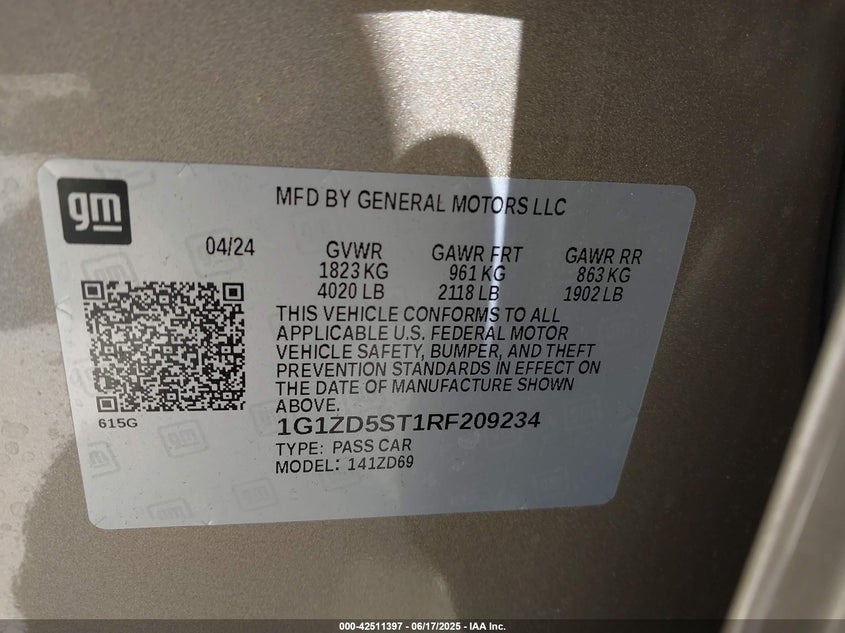 gm
MFD BY GENERAL MOTORS LLC
04/24
GVWR GAWR FRT GAWR RR
1823 KG 961 KG 863 KG
4020 LB 2118 LB 1902 LB
THIS VEHICLE CONFORMS TO ALL
APPLICABLE U.S. FEDERAL MOTOR
VEHICLE SAFETY, BUMPER, AND THEFT
PREVENTION STANDARDS IN EFFECT ON
THE DATE OF MANUFACTURE SHOWN
ABOVE.
615G
1G1ZD5ST1RF209234
TYPE: PASS CAR
MODEL: 141ZD69
000-42511397 - 06/17/2025 - IAA Inc.